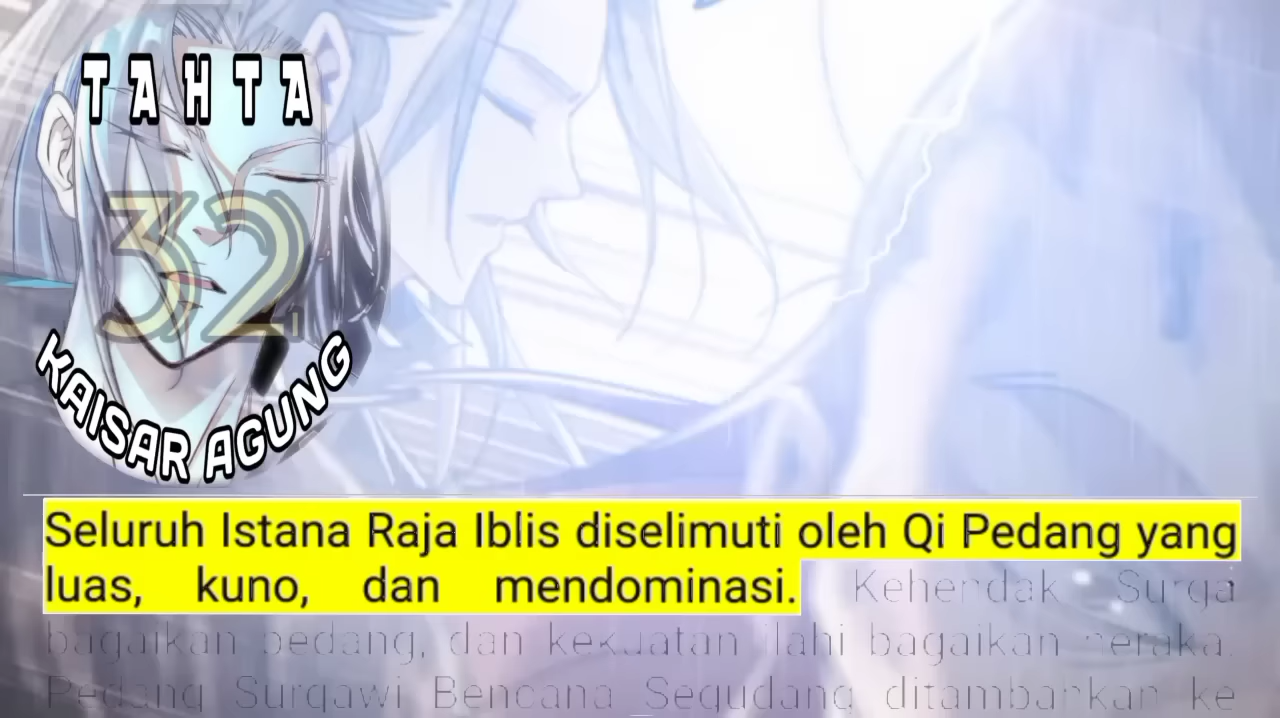 TAHTA
32.
KAISAR AGUNG
Seluruh Istana Raja Iblis diselimuti oleh Qi Pedang yang
luas, kuno, dan mendominasi. Kehendak Surga
bagaikan pedang, dan kekuatan ilahi bagaikan neraka.
Pedang Surgawi Bencana Segudang ditambahkan ke